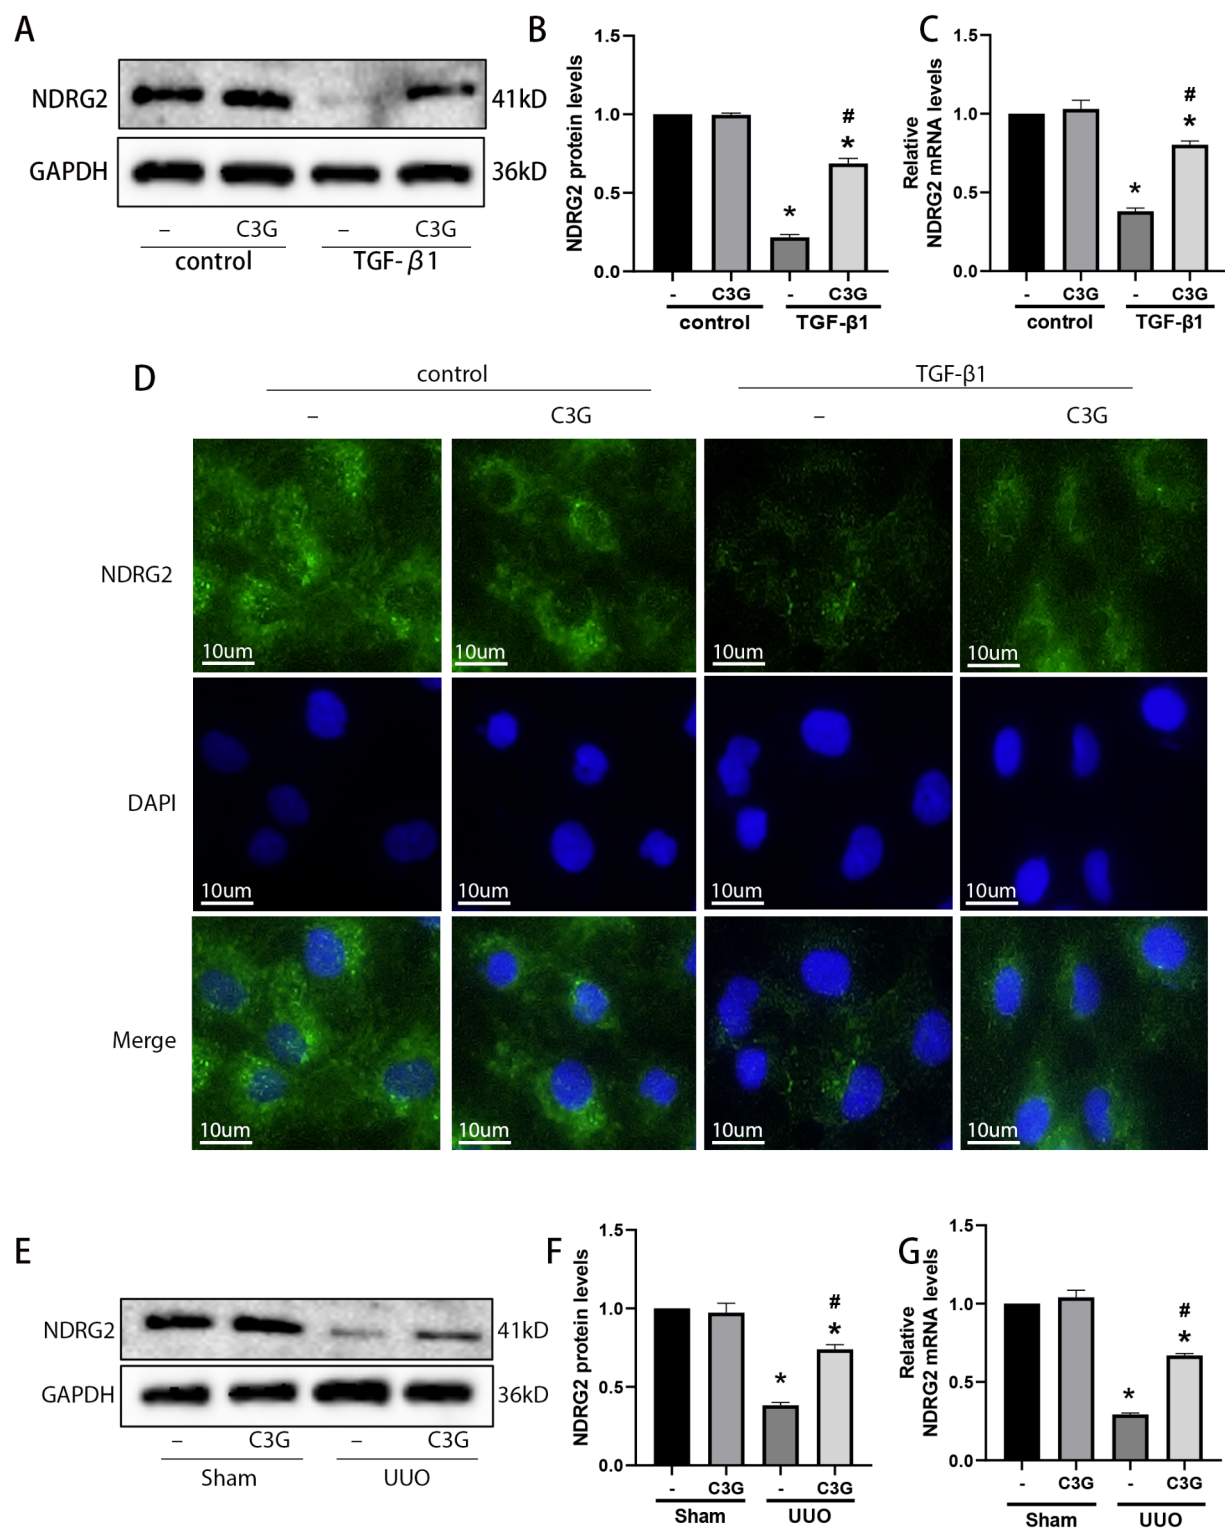 A
NDRG2
41kD
GAPDH
36kD
– C3G – C3G
control TGF-β1
B
NDRG2 protein levels
1.5
1.0
0.5
0.0
#
*
*
- C3G - C3G
control TGF-β1
C
Relative
NDRG2 mRNA levels
1.5
1.0
0.5
0.0
#
*
*
- C3G - C3G
control TGF-β1
D
control TGF-β1
– C3G – C3G
NDRG2
10um 10um 10um 10um
DAPI
10um 10um 10um 10um
Merge
10um 10um 10um 10um
E
NDRG2
41kD
GAPDH
36kD
– C3G – C3G
Sham UUO
F
NDRG2 protein levels
1.5
1.0
0.5
0.0
#
*
*
- C3G - C3G
Sham UUO
G
Relative
NDRG2 mRNA levels
1.5
1.0
0.5
0.0
#
*
*
- C3G - C3G
Sham UUO